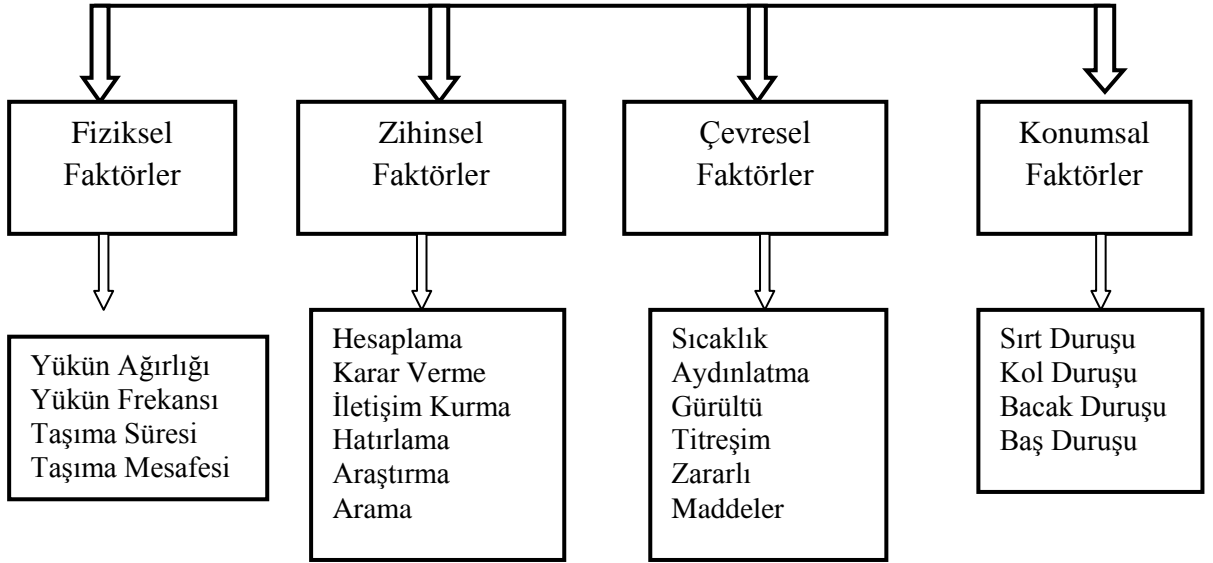 Fiziksel
Faktörler
Zihinsel
Faktörler
Çevresel
Faktörler
Konumsal
Faktörler
Yükün Ağırlığı
Yükün Frekansı
Taşıma Süresi
Taşıma Mesafesi
Hesaplama
Karar Verme
İletişim Kurma
Hatırlama
Araştırma
Arama
Sıcaklık
Aydınlatma
Gürültü
Titreşim
Zararlı
Maddeler
Sırt Duruşu
Kol Duruşu
Bacak Duruşu
Baş Duruşu